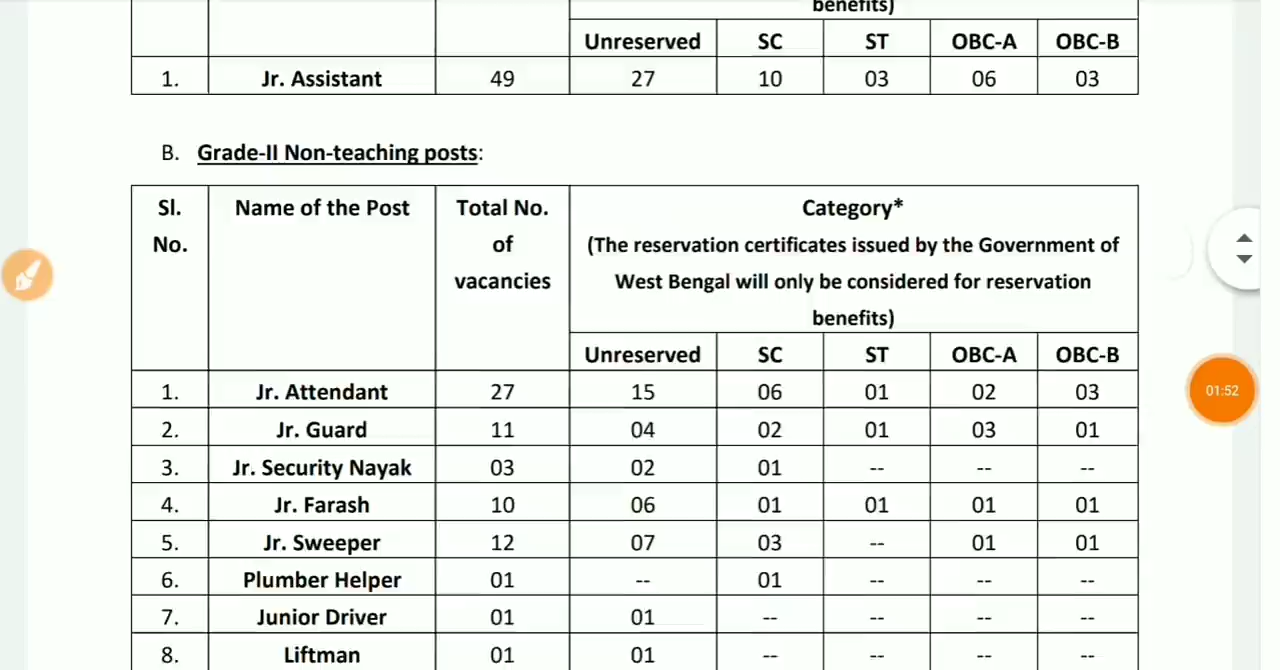 benefits)
Unreserved SC ST OBC-A OBC-B
1. Jr. Assistant 49 27 10 03 06 03
B. Grade-II Non-teaching posts:
Sl. No. Name of the Post Total No. of vacancies Category*
(The reservation certificates issued by the Government of
West Bengal will only be considered for reservation
benefits)
Unreserved SC ST OBC-A OBC-B
1. Jr. Attendant 27 15 06 01 02 03
2. Jr. Guard 11 04 02 01 03 01
3. Jr. Security Nayak 03 02 01 -- -- --
4. Jr. Farash 10 06 01 01 01 01
5. Jr. Sweeper 12 07 03 -- 01 01
6. Plumber Helper 01 -- 01 -- -- --
7. Junior Driver 01 01 -- -- -- --
8. Liftman 01 01 -- -- -- --
01:52